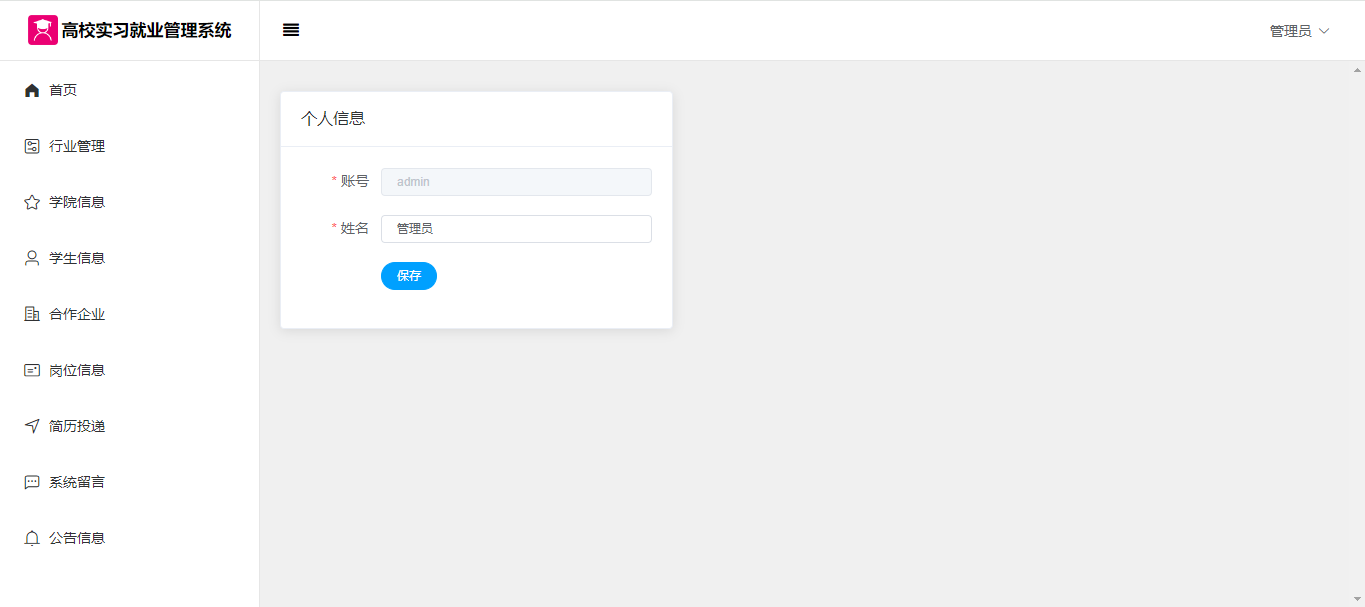 高校实习就业管理系统
管理员
首页
行业管理
学院信息
学生信息
合作企业
岗位信息
简历投递
系统留言
公告信息
个人信息
* 账号 admin
* 姓名 管理员
保存